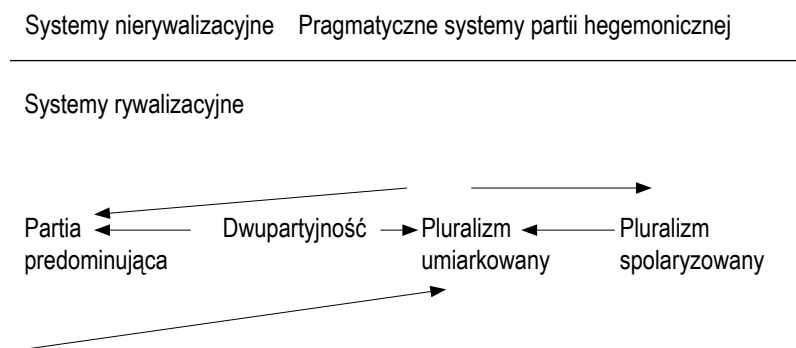 Systemy nierywalizacyjne Pragmatyczne systemy partii hegemonicznej
Systemy rywalizacyjne
Partia Dwupartyjność Pluralizm Pluralizm
predominująca umiarkowany spolaryzowany